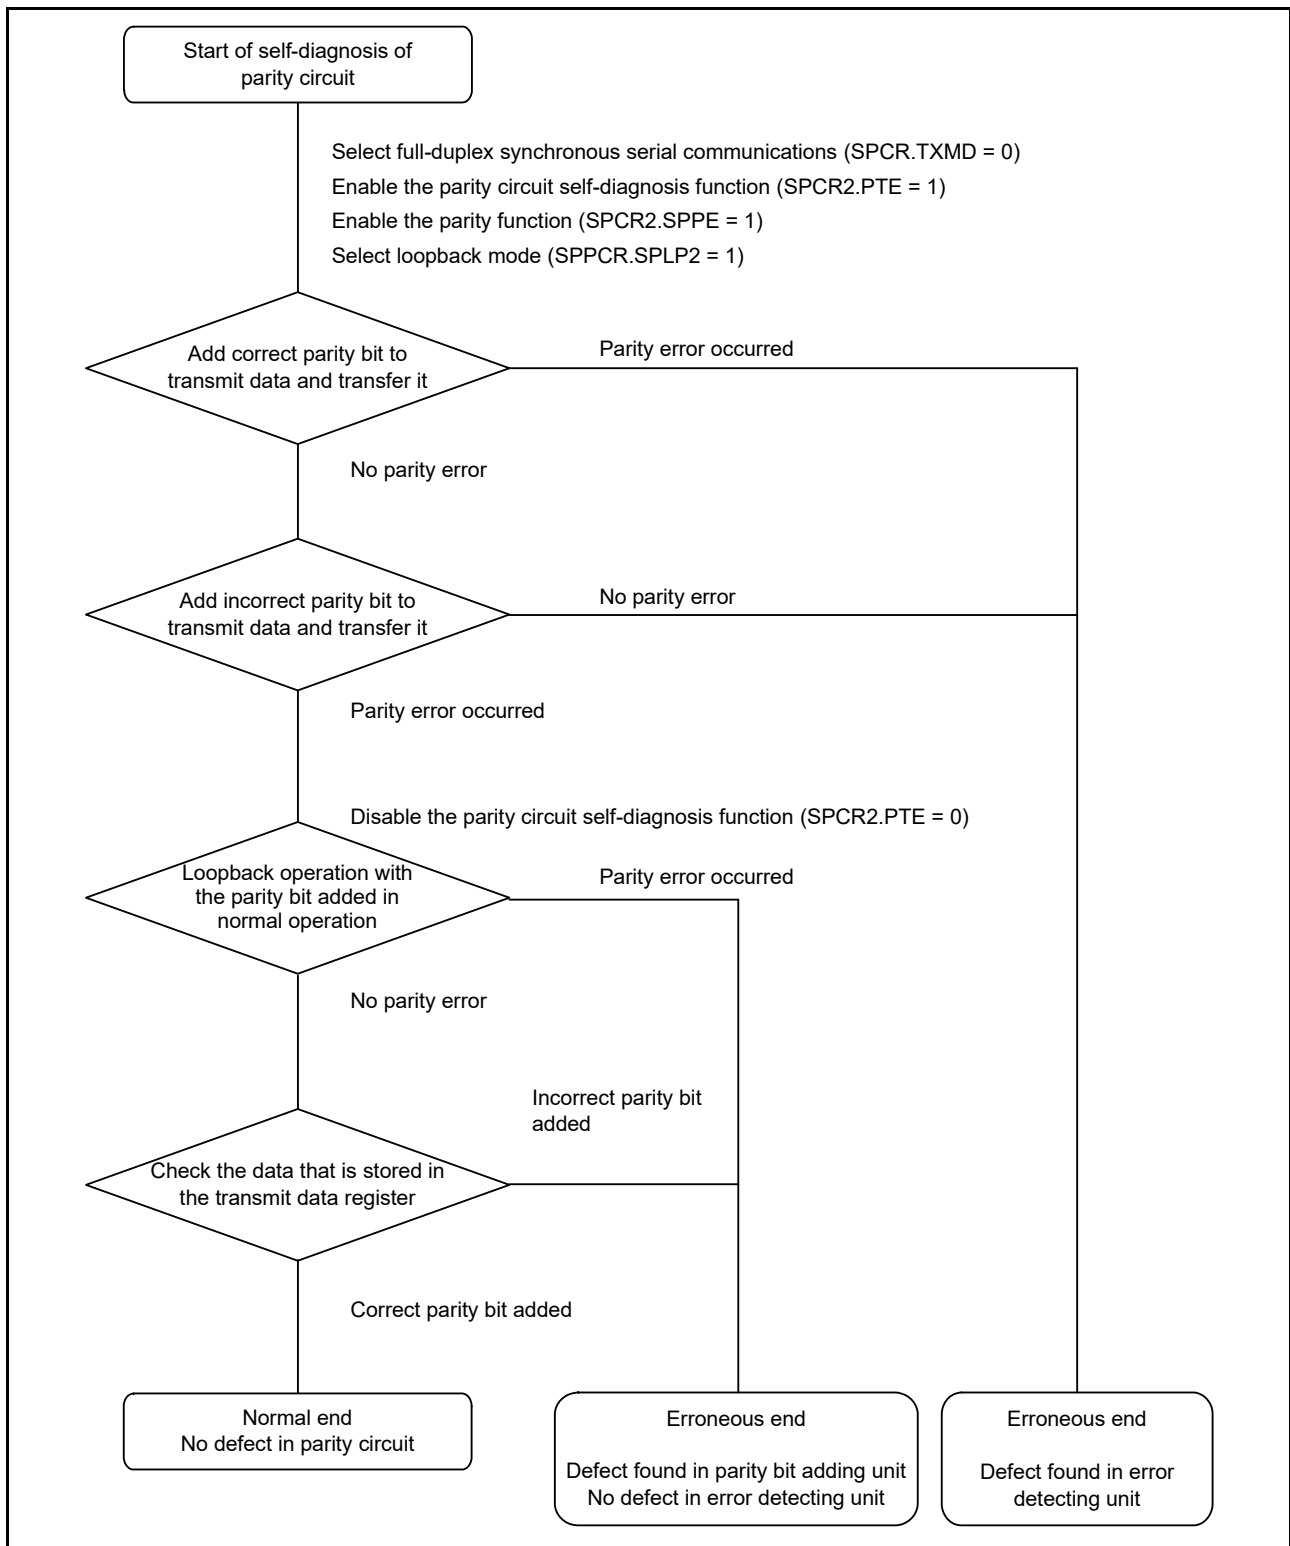 Start of self-diagnosis of
parity circuit
Select full-duplex synchronous serial communications (SPCR.TXMD = 0)
Enable the parity circuit self-diagnosis function (SPCR2.PTE = 1)
Enable the parity function (SPCR2.SPPE = 1)
Select loopback mode (SPPCR.SPLP2 = 1)
Add correct parity bit to
transmit data and transfer it
Parity error occurred
No parity error
Add incorrect parity bit to
transmit data and transfer it
No parity error
Parity error occurred
Disable the parity circuit self-diagnosis function (SPCR2.PTE = 0)
Loopback operation with
the parity bit added in
normal operation
Parity error occurred
No parity error
Incorrect parity bit
added
Check the data that is stored in
the transmit data register
Correct parity bit added
Normal end
No defect in parity circuit
Erroneous end
Defect found in parity bit adding unit
No defect in error detecting unit
Erroneous end
Defect found in error
detecting unit